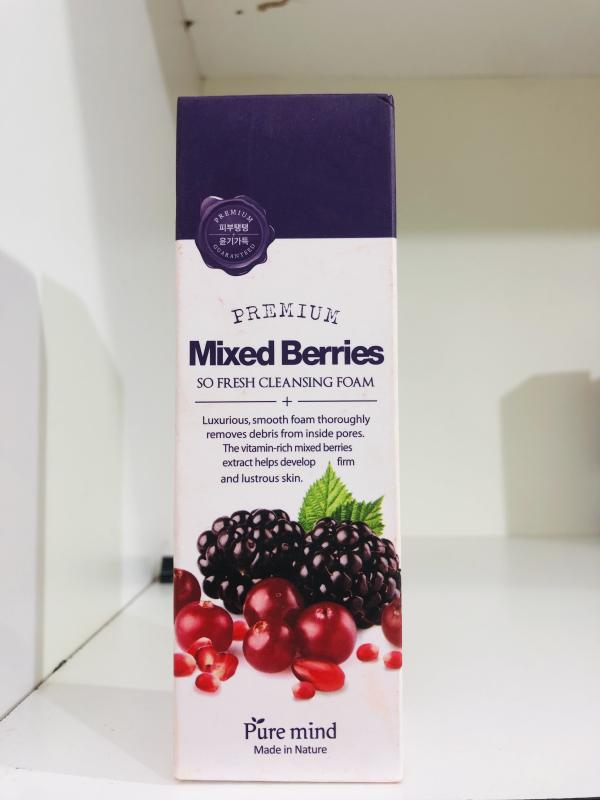 PREMIUM
피부탱탱
윤기가득
GUARANTEED
PREMIUM
Mixed Berries
SO FRESH CLEANSING FOAM
Luxurious, smooth foam thoroughly
removes debris from inside pores.
The vitamin-rich mixed berries
extract helps develop firm
and lustrous skin.
Pure mind
Made in Nature